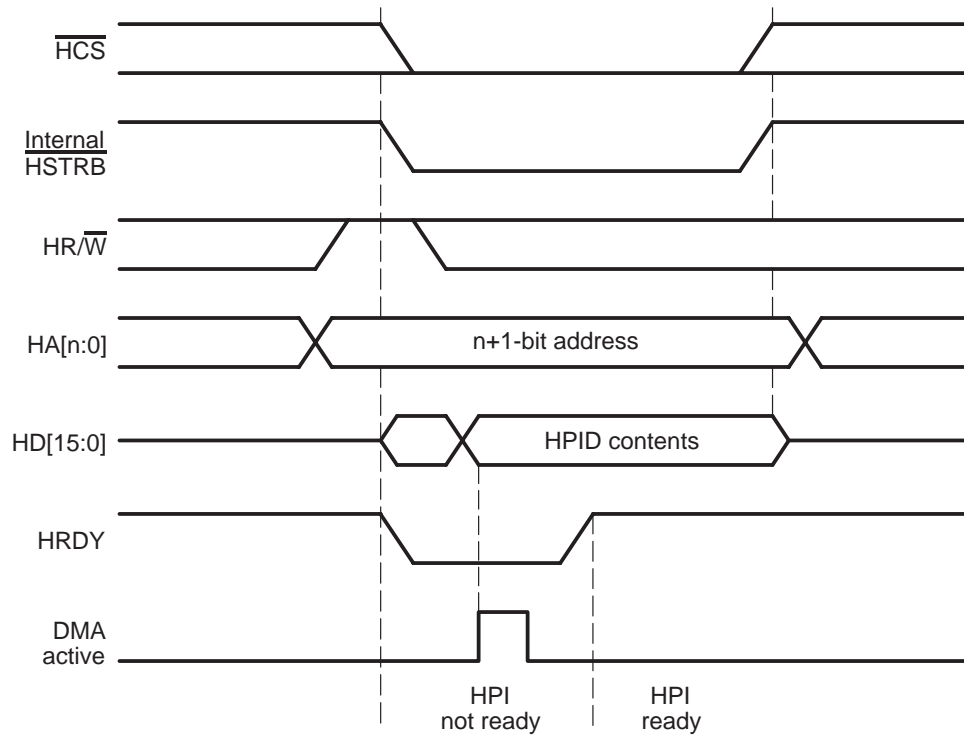 HCS
Internal
HSTRB
HR/W
HA[n:0]
n+1-bit address
HD[15:0]
HPID contents
HRDY
DMA
active
HPI
not ready
HPI
ready